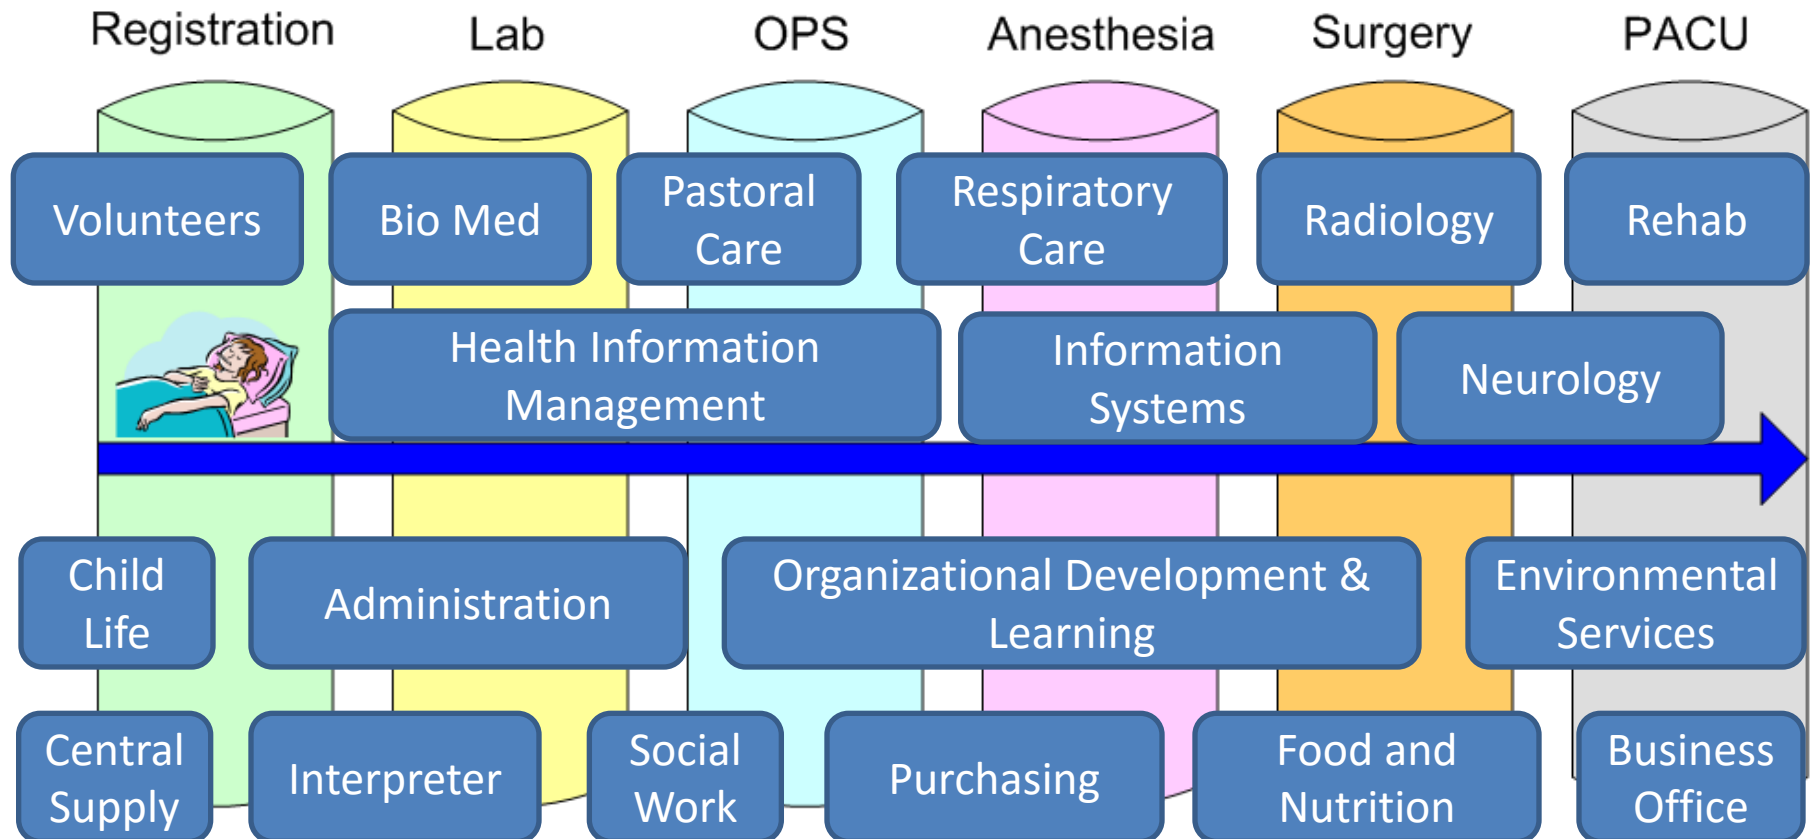 Registration
Lab
OPS
Anesthesia
Surgery
PACU
Volunteers
Bio Med
Pastoral
Care
Respiratory
Care
Radiology
Rehab
Health Information
Management
Information
Systems
Neurology
Child
Life
Administration
Organizational Development &
Learning
Environmental
Services
Central
Supply
Interpreter
Social
Work
Purchasing
Food and
Nutrition
Business
Office